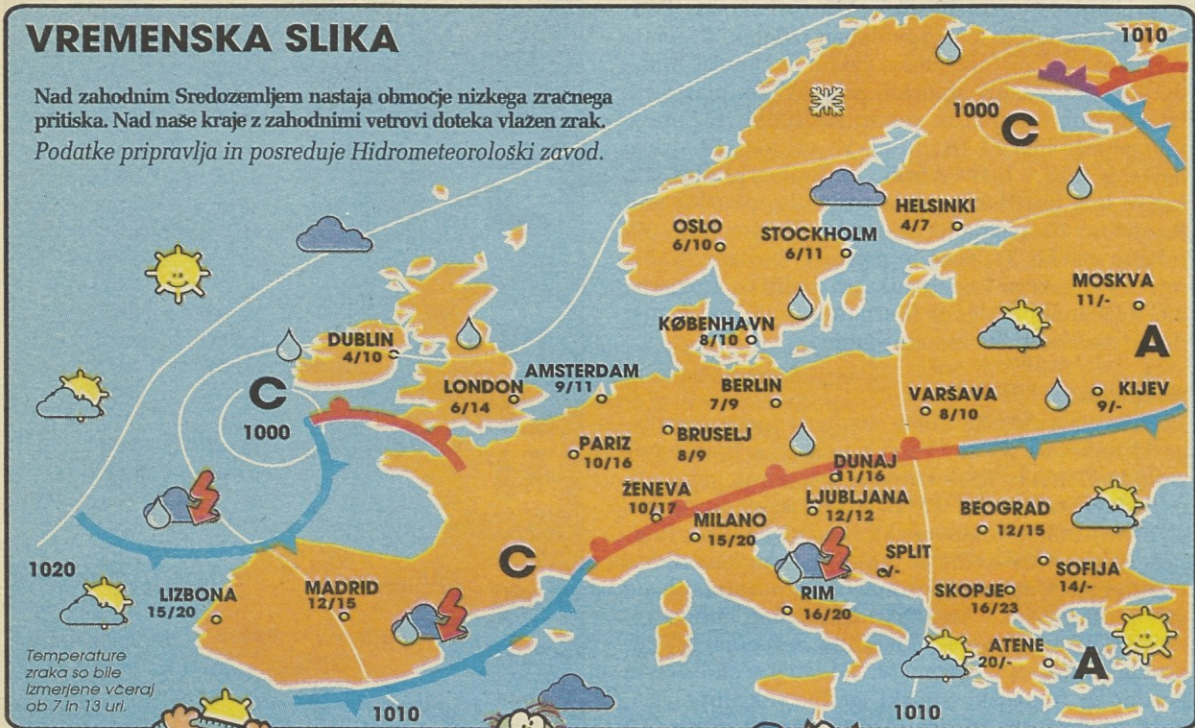 VREMENSKA SLIKA
Nad zahodnim Sredozemljem nastaja območje nizkega zračnega
pritiska. Nad naše kraje z zahodnimi vetrovi doteka vlažen zrak.
Podatke pripravlja in posreduje Hidrometeorološki zavod.
1010
1000 C
HELSINKI
4/7
OSLO
6/10
STOCKHOLM
6/11
MOSKVA
11/-
A
KØBENHAVN
8/10
DUBLIN
4/10
AMSTERDAM
9/11
LONDON
6/14
BERLIN
7/9
VARŠAVA
8/10
KIJEV
9/-
C
1000
PARIZ
10/16
BRUSELJ
8/9
DUNAJ
11/16
ŽENEVA
10/17
LJUBLJANA
12/12
MILANO
15/20
BEOGRAD
12/15
C
SPLIT
-/-
SOFIJA
14/-
1020
LIZBONA
15/20
MADRID
12/15
RIM
16/20
SKOPJE
16/23
ATENE
20/-
A
Temperature
zraka so bile
izmerjene včeraj
ob 7 in 13 uri.
1010
1010